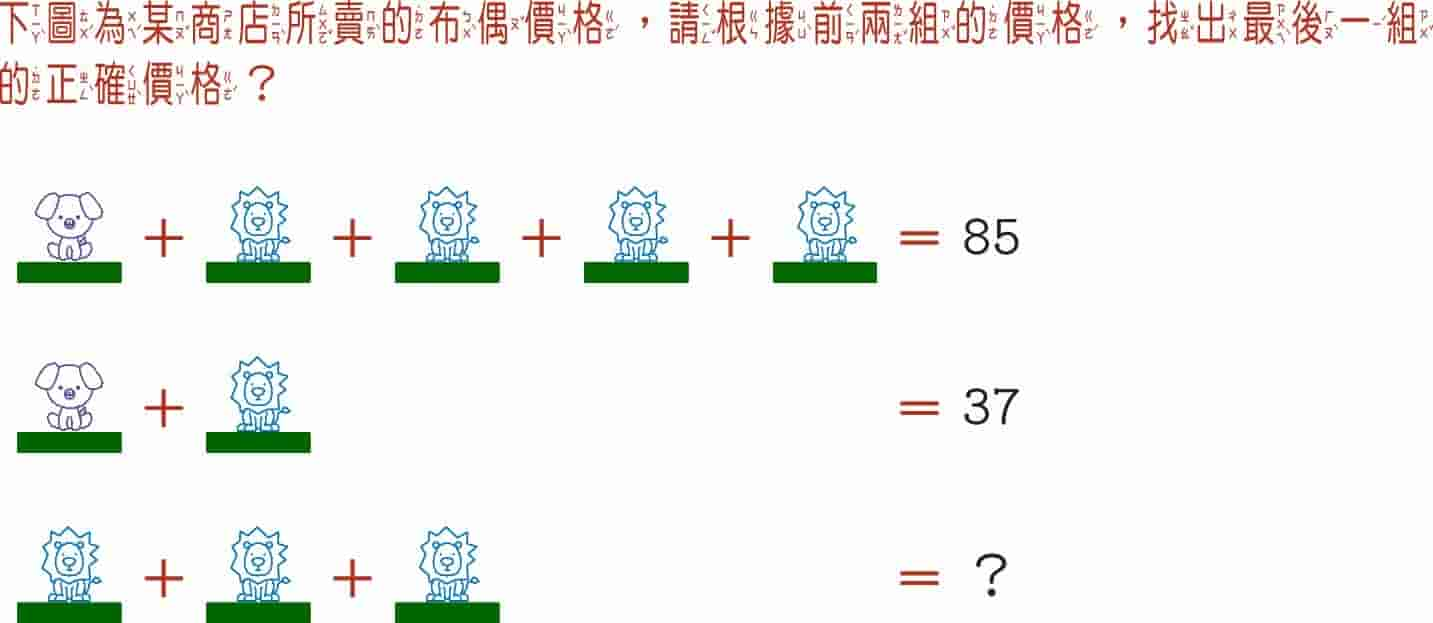 下圖為某商店所賣的布偶價格，請根據前兩組的價格，找出最後一組
的正確價格？
+ + + + = 85
+ = 37
+ + = ?